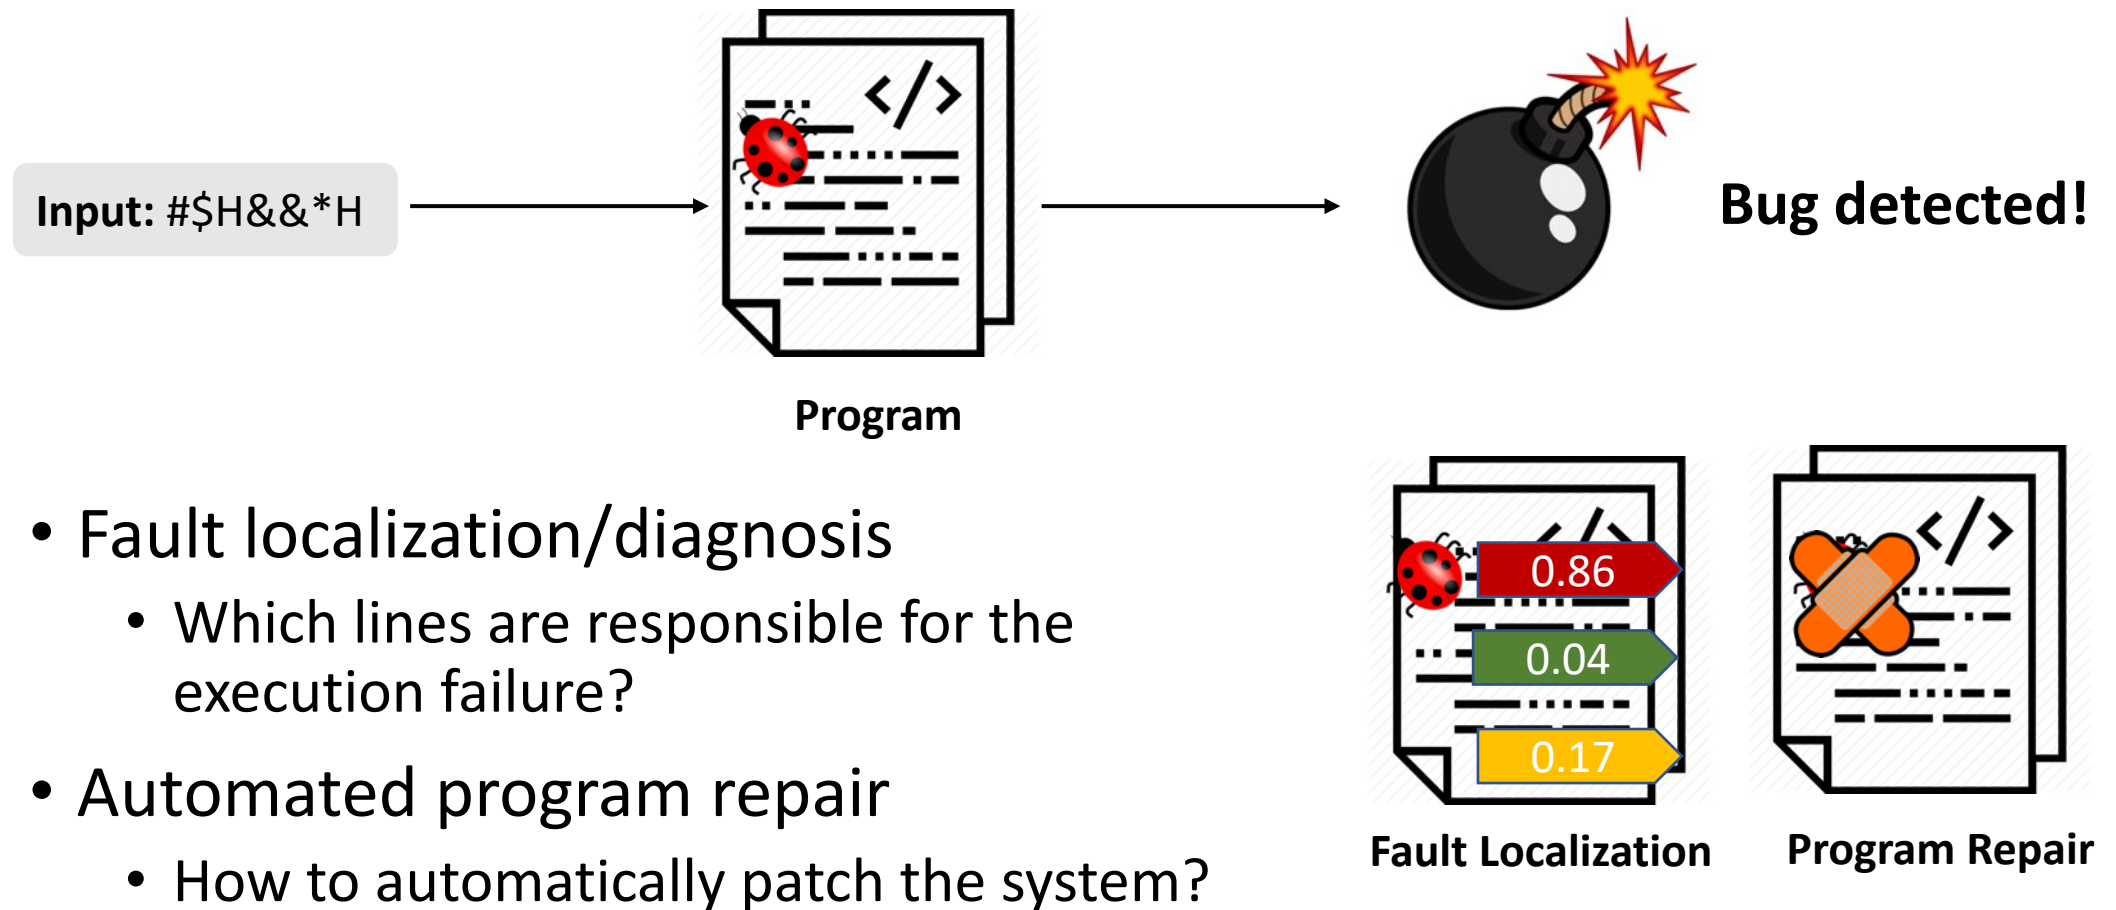 Input: #$H&&*H
</>
Bug detected!
Program
• Fault localization/diagnosis
• Which lines are responsible for the
execution failure?
• Automated program repair
• How to automatically patch the system?
</>
0.86
0.04
0.17
Fault Localization
</>
Program Repair